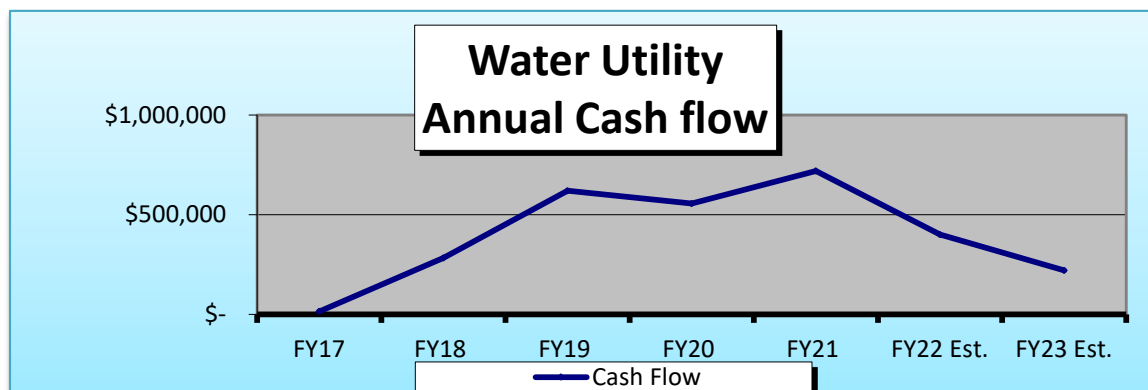 Water Utility
Annual Cash flow
$1,000,000
$500,000
$-
FY17 FY18 FY19 FY20 FY21 FY22 Est. FY23 Est.
Cash Flow